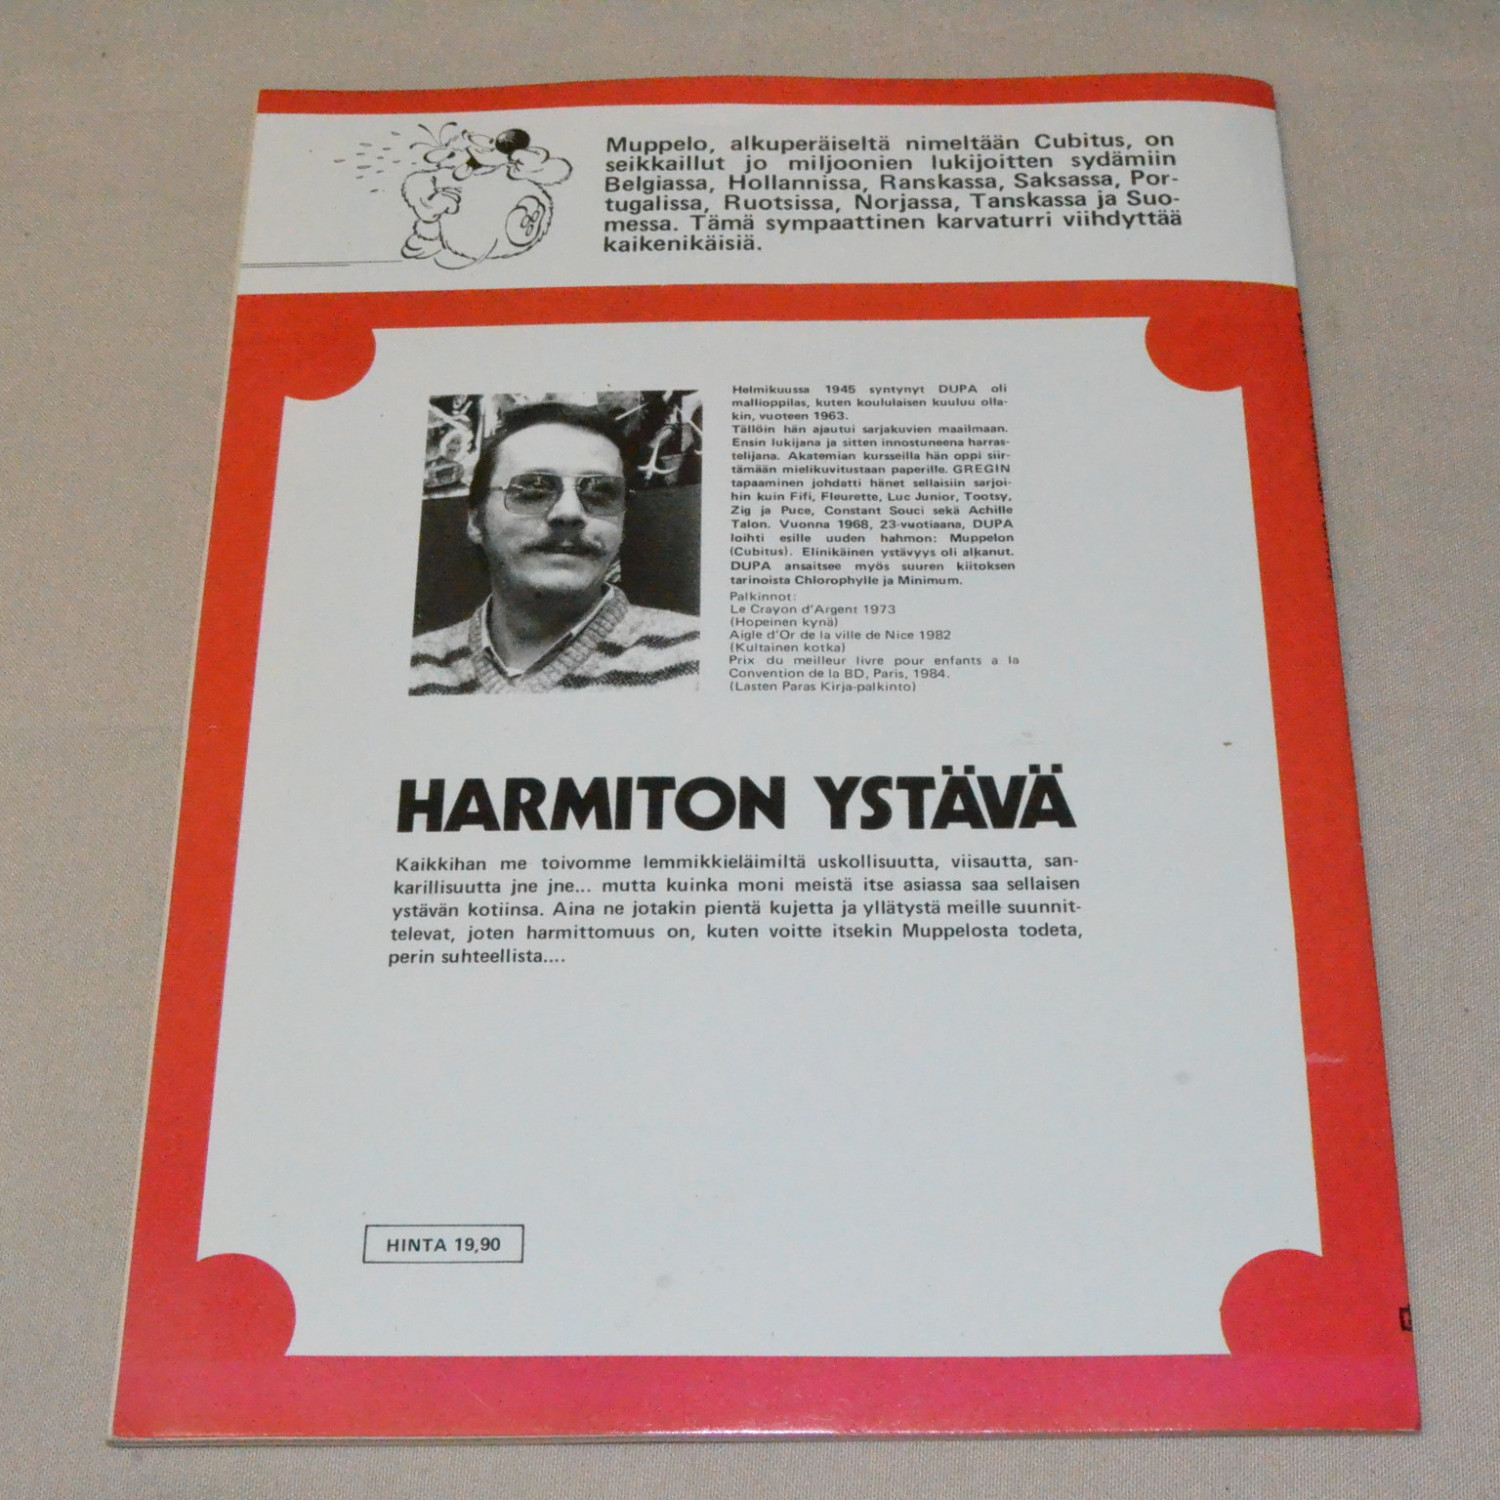 Muppelo, alkuperäiseltä nimeltään Cubitus, on
seikkaillut jo miljoonien lukijoitten sydämiin
Belgiassa, Hollannissa, Ranskassa, Saksassa, Por-
tugalissa, Ruotsissa, Norjassa, Tanskassa ja Suo-
messa. Tämä sympaattinen karvaturri viihdyttää
kaikenikäisiä.
Helmikuussa 1945 syntynyt DUPA oli
mallioppilas, kuten koululaisen kuuluu olla-
kin, vuoteen 1963.
Tällöin hän ajautui sarjakuvien maailmaan.
Ensin lukijana ja sitten innostuneena harras-
telijana. Akatemian kursseilla hän oppi siir-
tämään mielikuvitustaan paperille. GREGIN
tapaaminen johdatti hänet sellaisiin sarjoi-
hin kuin Fifi, Fleurette, Luc Junior, Tootsy,
Zig ja Puce, Constant Souci sekä Achille
Talon. Vuonna 1968, 23-vuotiaana, DUPA
loihti esille uuden hahmon: Muppelon
(Cubitus). Elinikäinen ystävyys oli alkanut.
DUPA ansaitsee myös suuren kiitoksen
tarinoista Chlorophylle ja Minimum.
Palkinnot:
Le Crayon d'Argent 1973
(Hopeinen kynä)
Aigle d'Or de la ville de Nice 1982
(Kultainen kotka)
Prix du meilleur livre pour enfants a la
Convention de la BD, Paris, 1984.
(Lasten Paras Kirja-palkinto)
HARMITON YSTÄVÄ
Kaikkihan me toivomme lemmikkieläimiltä uskollisuutta, viisautta, san-
karillisuutta jne jne... mutta kuinka moni meistä itse asiassa saa sellaisen
ystävän kotiinsa. Aina ne jotakin pientä kujetta ja yllätystä meille suunnit-
televat, joten harmittomuus on, kuten voitte itsekin Muppelosta todeta,
perin suhteellista....
HINTA 19,90